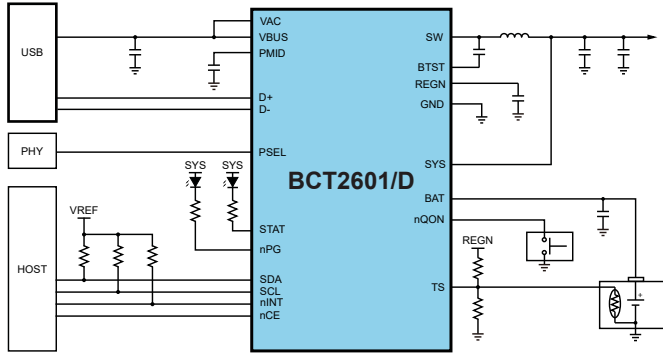 USB
PHY
HOST
VREF
SYS
SYS
VAC
VBUS
PMID
D+
D-
PSEL
STAT
nPG
SDA
SCL
nINT
nCE
BCT2601/D
SW
BTST
REGN
GND
SYS
BAT
nQON
TS
REGN
+